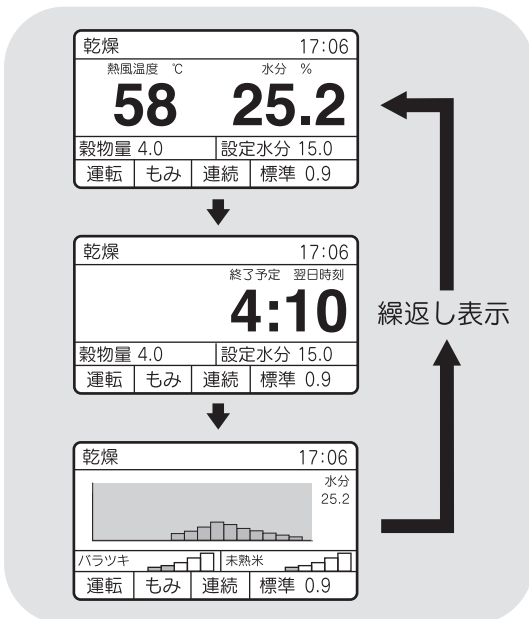 乾燥 17:06
熱風温度 ℃ 水分 %
58 25.2
穀物量 4.0 設定水分 15.0
運転 もみ 連続 標準 0.9
乾燥 17:06
終了予定 翌日時刻
4:10
穀物量 4.0 設定水分 15.0
運転 もみ 連続 標準 0.9
繰返し表示
乾燥 17:06
水分
25.2
バラツキ 未熟米
運転 もみ 連続 標準 0.9